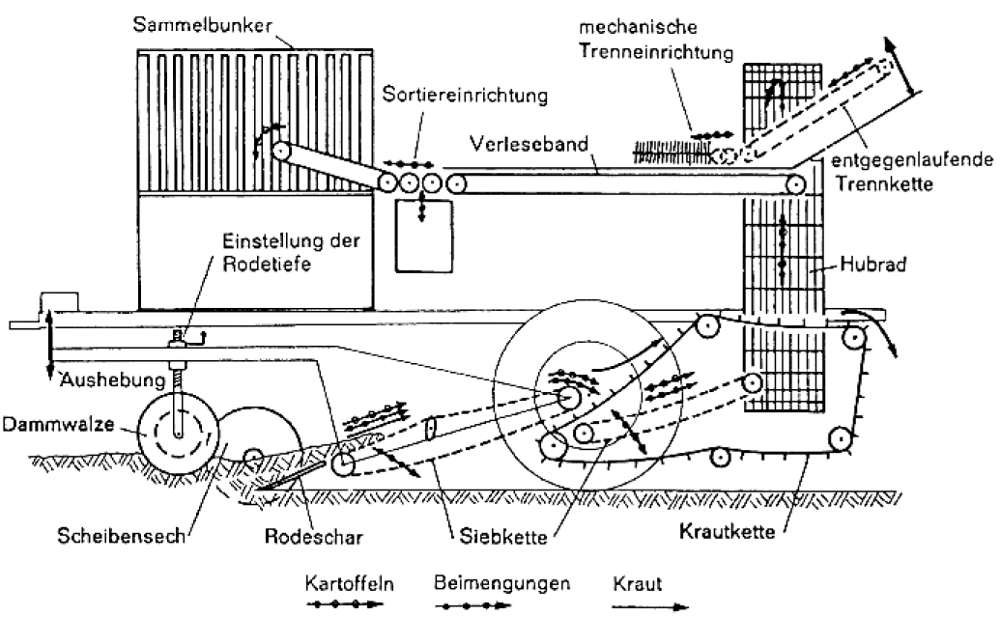 Sammelbunker
mechanische
Trenneinrichtung
Sortiereinrichtung
Verleseband
entgegenlaufende
Trennkette
Einstellung der
Rodetiefe
Hubrad
Aushebung
Dammwalze
Scheibensech
Rodeschar
Siebkette
Krautkette
Kartoffeln
Beimengungen
Kraut